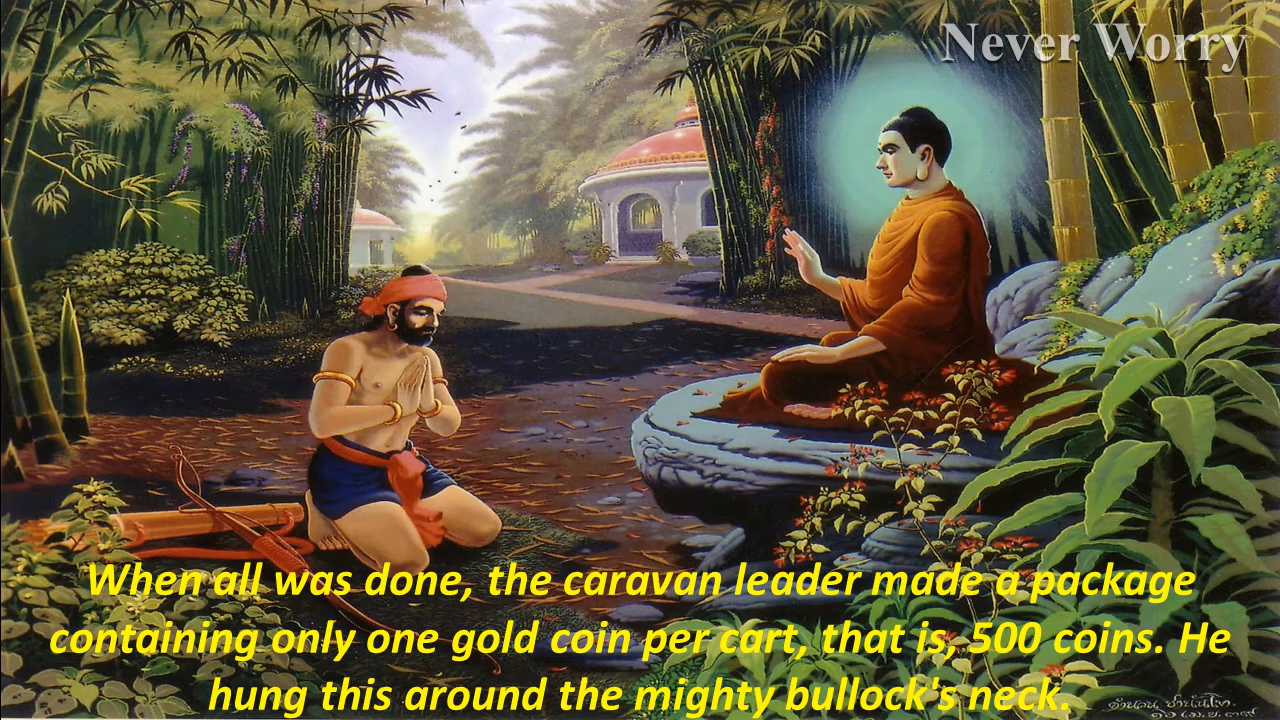 Never Worry
When all was done, the caravan leader made a package
containing only one gold coin per cart, that is, 500 coins. He
hung this around the mighty bullock's neck.